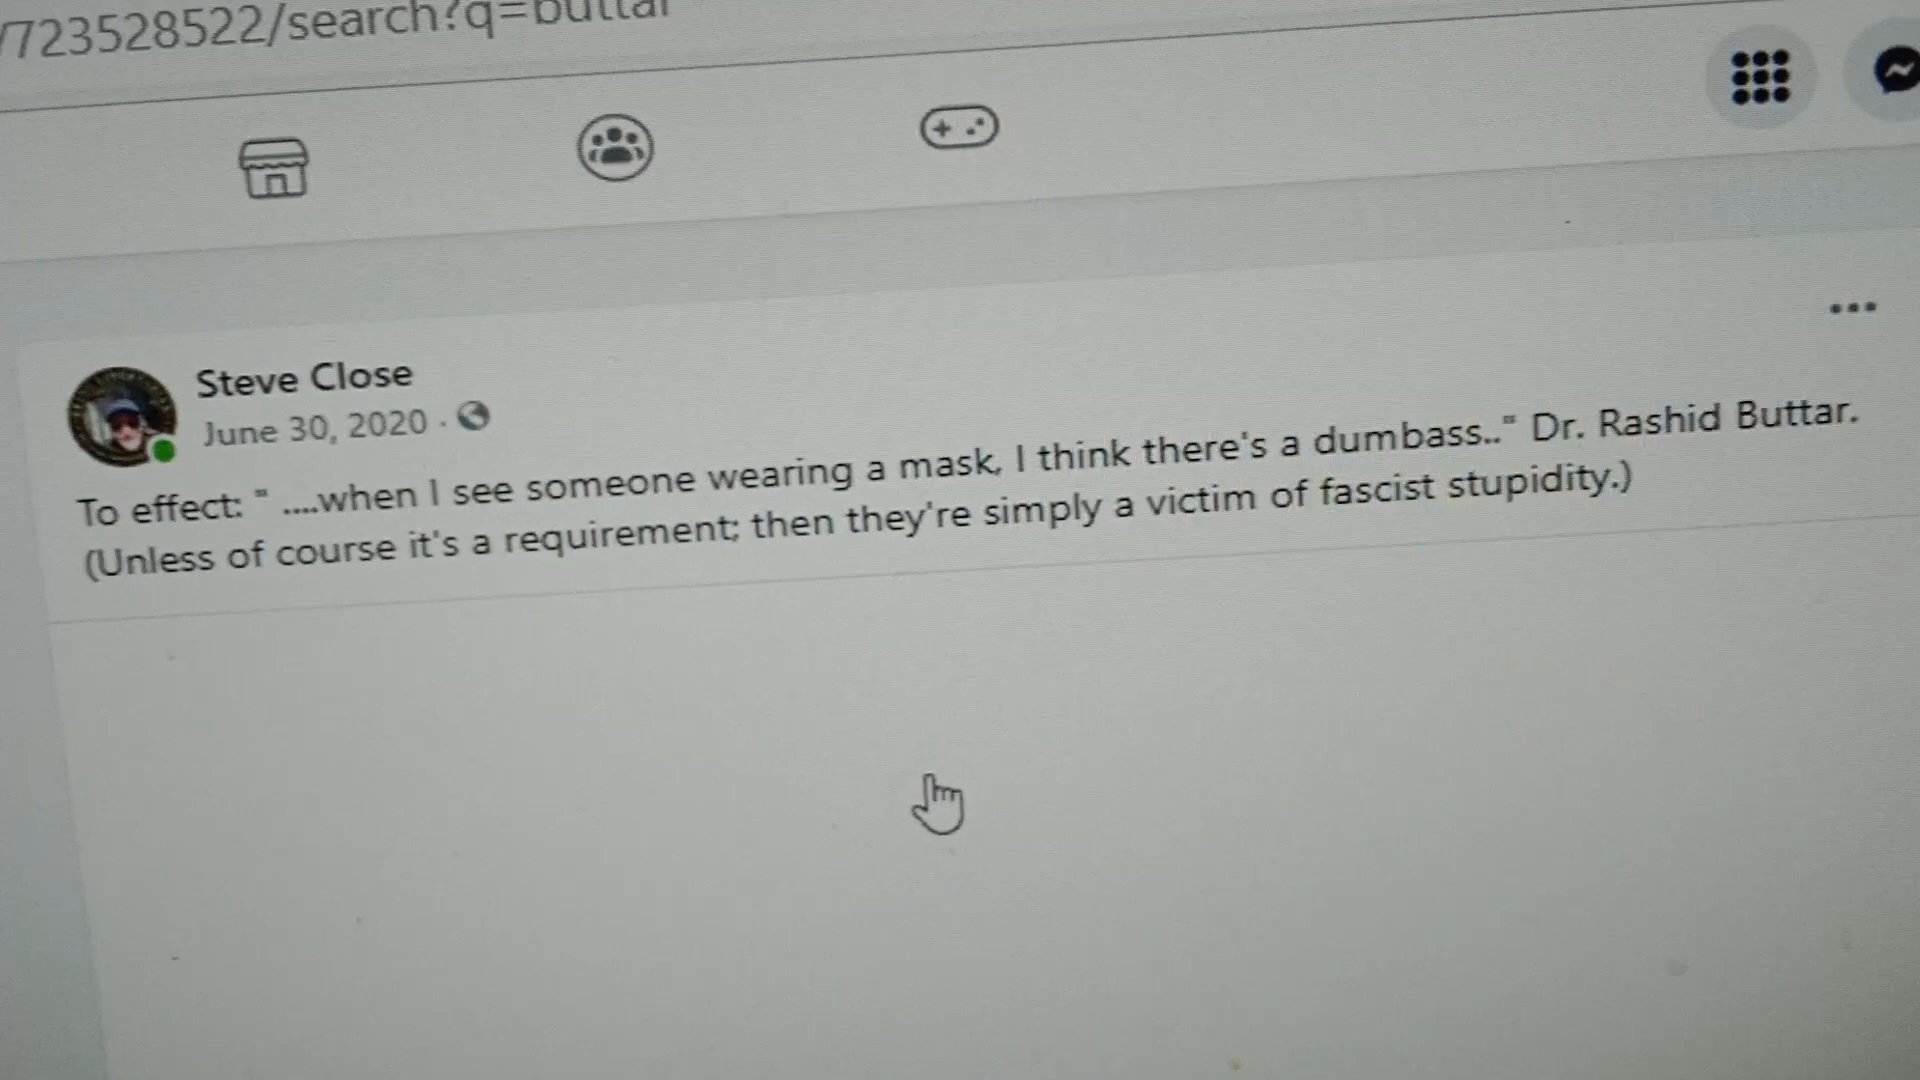 /723528522/search?q=buttar
Steve Close
June 30, 2020 ·
To effect: " ....when I see someone wearing a mask, I think there's a dumbass.." Dr. Rashid Buttar.
(Unless of course it's a requirement; then they're simply a victim of fascist stupidity.)